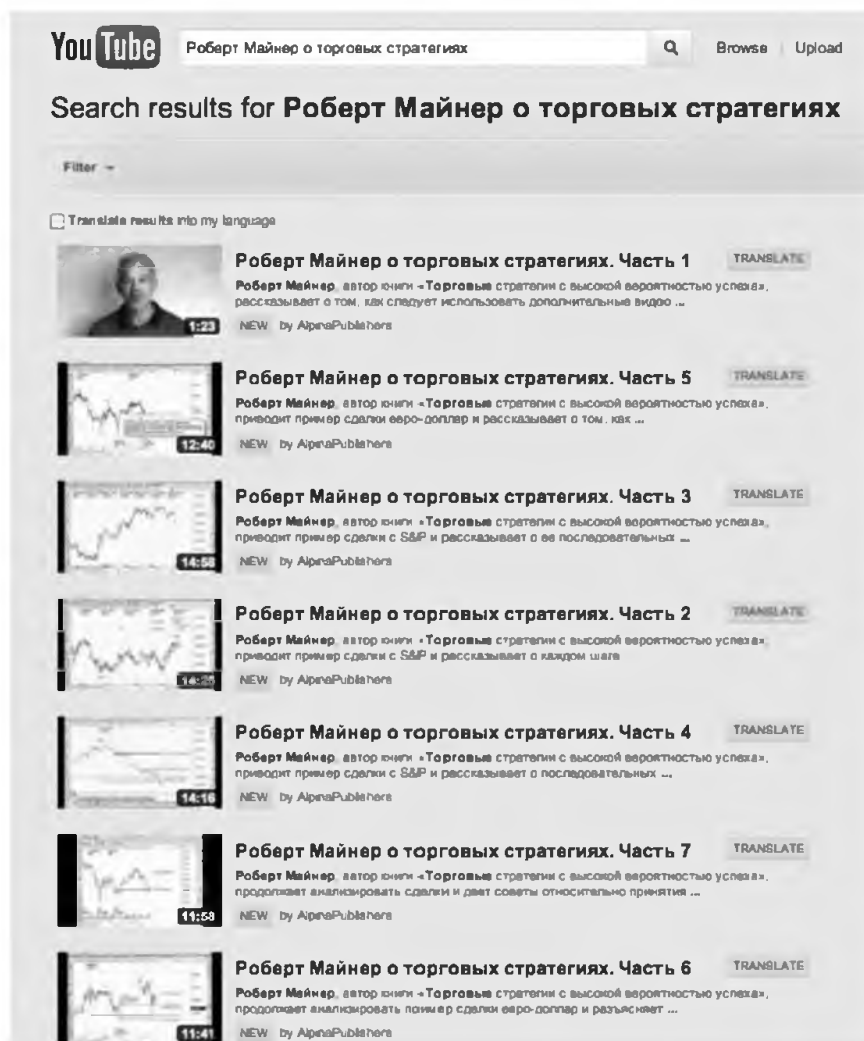 YouTube Роберт Майнер о торговых стратегиях Browse Upload
Search results for Роберт Майнер о торговых стратегиях
Filter
Translate results into my language
Роберт Майнер о торговых стратегиях. Часть 1 TRANSLATE
Роберт Майнер, автор книги «Торговые стратегии с высокой вероятностью успеха»,
рассказывает о том, как следует использовать дополнительные видео ...
1:23 NEW by AlpinaPublishers
Роберт Майнер о торговых стратегиях. Часть 5 TRANSLATE
Роберт Майнер, автор книги «Торговые стратегии с высокой вероятностью успеха»,
приводит пример сделки евро-доллар и рассказывает о том, как ...
12:40 NEW by AlpinaPublishers
Роберт Майнер о торговых стратегиях. Часть 3 TRANSLATE
Роберт Майнер, автор книги «Торговые стратегии с высокой вероятностью успеха»,
приводит пример сделки с S&P и рассказывает о ее последовательных ...
14:58 NEW by AlpinaPublishers
Роберт Майнер о торговых стратегиях. Часть 2 TRANSLATE
Роберт Майнер, автор книги «Торговые стратегии с высокой вероятностью успеха»,
приводит пример сделки с S&P и рассказывает о каждом шаге
14:25 NEW by AlpinaPublishers
Роберт Майнер о торговых стратегиях. Часть 4 TRANSLATE
Роберт Майнер, автор книги «Торговые стратегии с высокой вероятностью успеха»,
приводит пример сделки с S&P и рассказывает о последовательных ...
14:16 NEW by AlpinaPublishers
Роберт Майнер о торговых стратегиях. Часть 7 TRANSLATE
Роберт Майнер, автор книги «Торговые стратегии с высокой вероятностью успеха»,
продолжает анализировать сделки и дает советы относительно принятия ...
11:58 NEW by AlpinaPublishers
Роберт Майнер о торговых стратегиях. Часть 6 TRANSLATE
Роберт Майнер, автор книги «Торговые стратегии с высокой вероятностью успеха»,
продолжает анализировать пример сделки евро-доллар и разъясняет ...
11:41 NEW by AlpinaPublishers